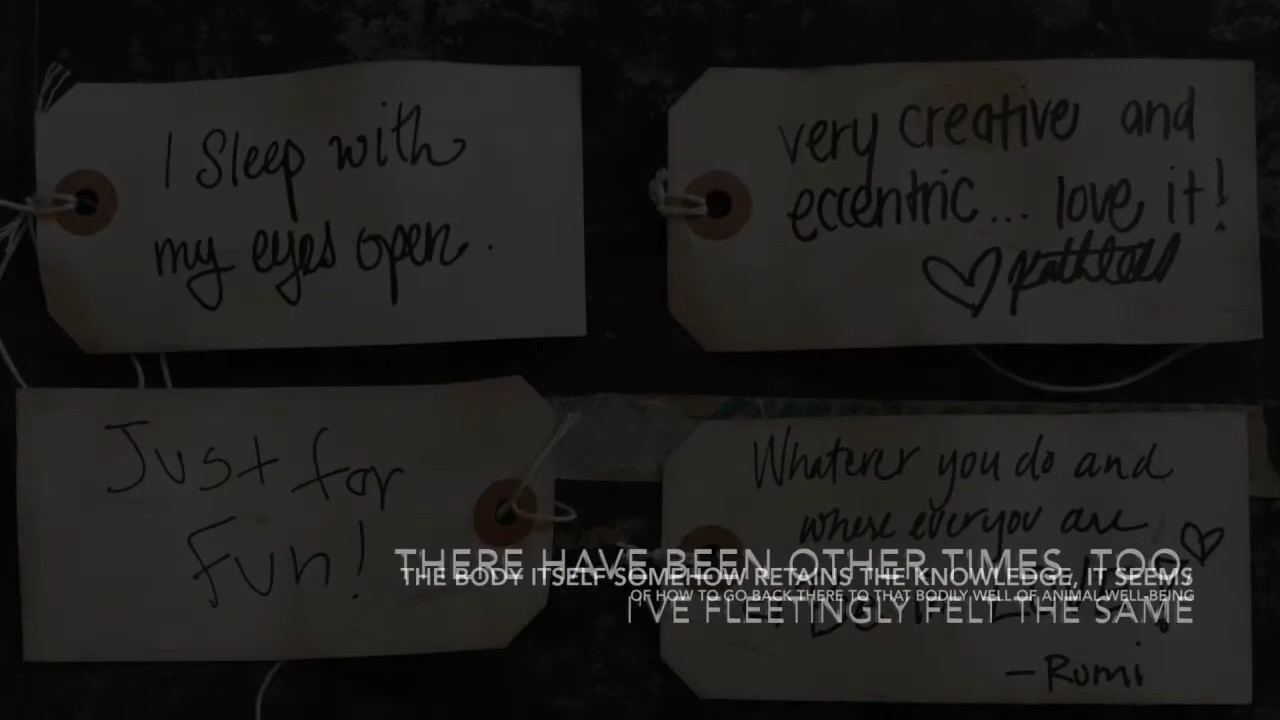 I Sleep with
my eyes open.
very creative and
eccentric... love it!
Just for
Fun!
Whatever you do and
where ever you are
THERE HAVE BEEN OTHER TIMES, TOO,
THE BODY ITSELF SOMEHOW RETAINS THE KNOWLEDGE, IT SEEMS
OF HOW TO GO BACK THERE TO THAT BODILY WELL OF ANIMAL WELL-BEING
I'VE FLEETINGLY FELT THE SAME
—Rumi